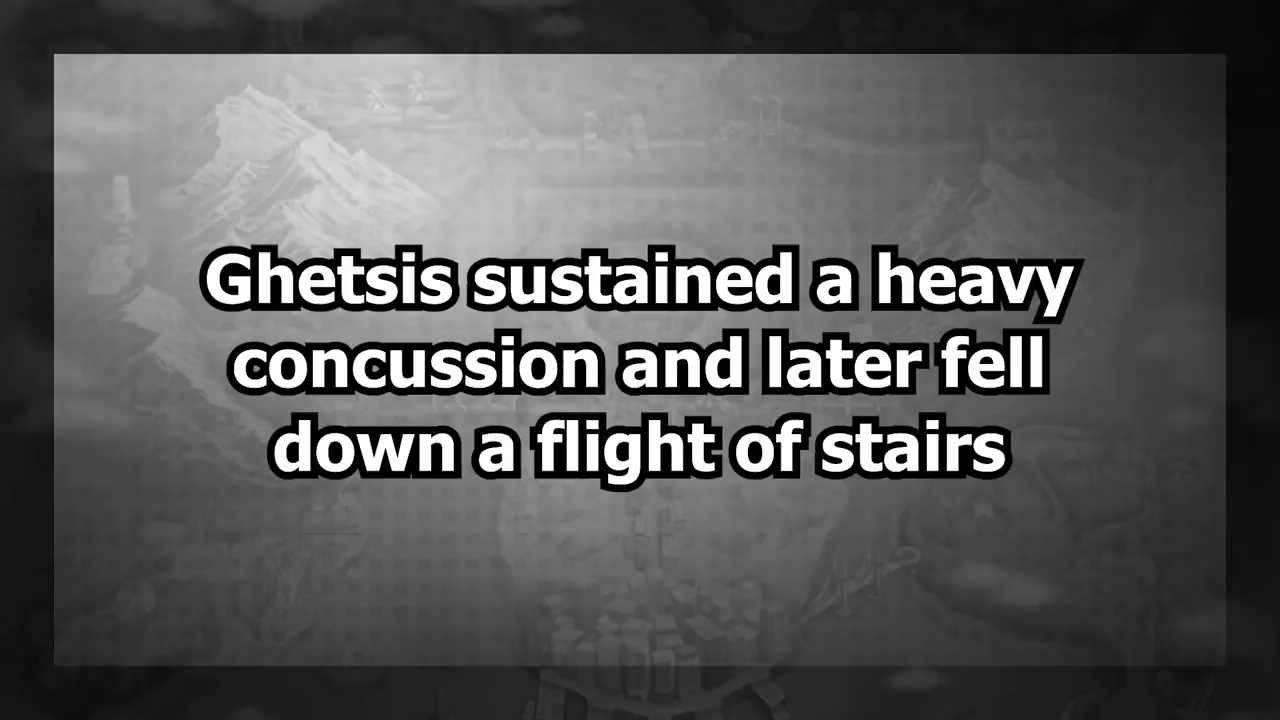 Ghetsis sustained a heavy
concussion and later fell
down a flight of stairs